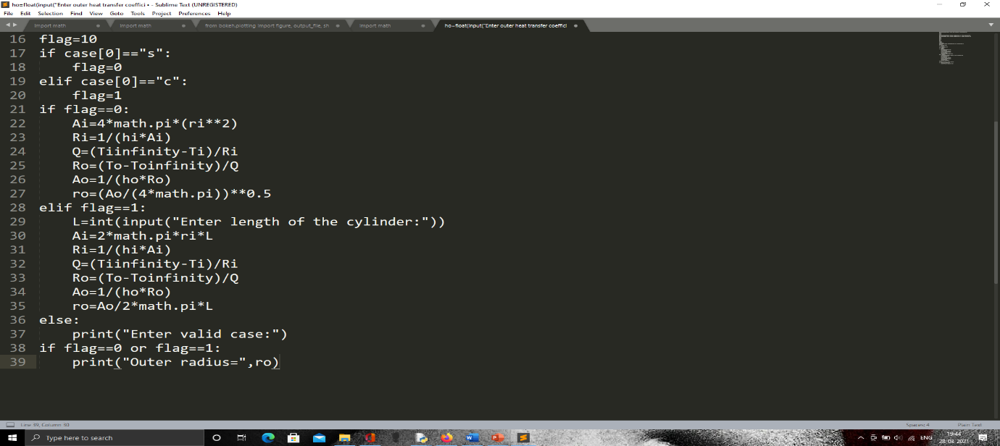 ho=float(input("Enter outer heat transfer coeffici • - Sublime Text (UNREGISTERED)
File Edit Selection Find View Goto Tools Project Preferences Help
import math
import math
from bokeh.plotting import figure, output_file, sh
import math
ho=float(input("Enter outer heat transfer coeffici
16 flag=10
17 if case[0]=="s":
18 flag=0
19 elif case[0]=="c":
20 flag=1
21 if flag==0:
22 Ai=4*math.pi*(ri**2)
23 Ri=1/(hi*Ai)
24 Q=(Tiinfinity-Ti)/Ri
25 Ro=(To-Toinfinity)/Q
26 Ao=1/(ho*Ro)
27 ro=(Ao/(4*math.pi))**0.5
28 elif flag==1:
29 L=int(input("Enter length of the cylinder:"))
30 Ai=2*math.pi*ri*L
31 Ri=1/(hi*Ai)
32 Q=(Tiinfinity-Ti)/Ri
33 Ro=(To-Toinfinity)/Q
34 Ao=1/(ho*Ro)
35 ro=Ao/2*math.pi*L
36 else:
37 print("Enter valid case:")
38 if flag==0 or flag==1:
39 print("Outer radius=",ro)
Line 39, Column 30
Spaces: 4
Plain Text
Type here to search
ENG
19:44
28-03-2021